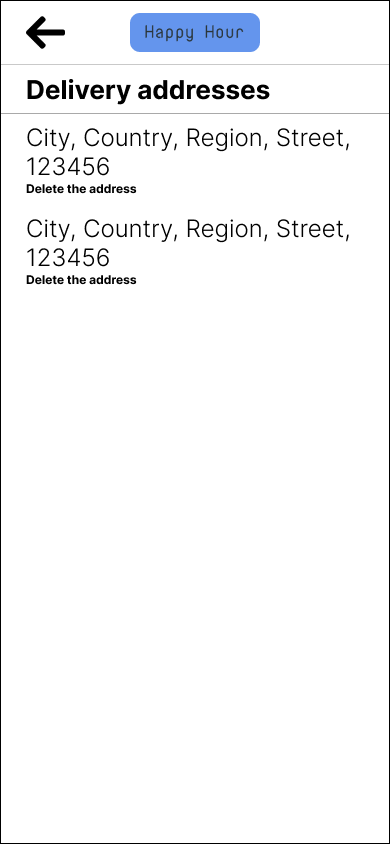 Happy Hour
Delivery addresses
City, Country, Region, Street,
123456
Delete the address
City, Country, Region, Street,
123456
Delete the address